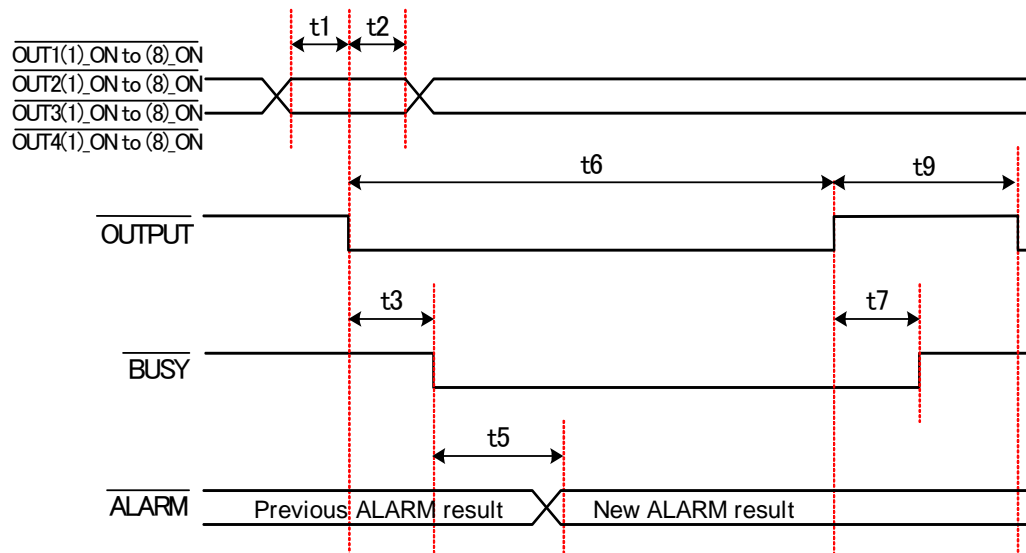 t1
t2
OUT1(1)_ON to (8)_ON
OUT2(1)_ON to (8)_ON
OUT3(1)_ON to (8)_ON
OUT4(1)_ON to (8)_ON
t6
t9
OUTPUT
t3
t7
BUSY
t5
ALARM
Previous ALARM result
New ALARM result